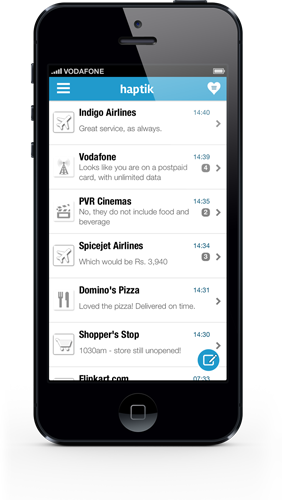 VODAFONE
haptik
Indigo Airlines 14:40
Great service, as always.
Vodafone 14:39
Looks like you are on a postpaid 4
card, with unlimited data
PVR Cinemas 14:35
No, they do not include food and 2
beverage
Spicejet Airlines 14:34
Which would be Rs. 3,940 3
Domino's Pizza 14:31
Loved the pizza! Delivered on time.
Shopper's Stop 14:30
1030am - store still unopened!
Flipkart.com 07:33